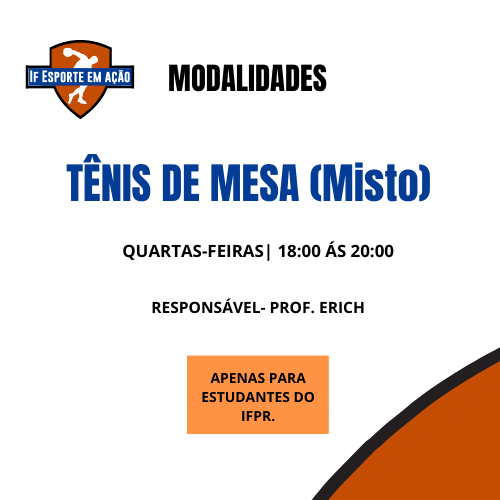 IF ESPORTE EM AÇÃO
MODALIDADES
TÊNIS DE MESA (Misto)
QUARTAS-FEIRAS| 18:00 ÁS 20:00
RESPONSÁVEL- PROF. ERICH
APENAS PARA
ESTUDANTES DO
IFPR.